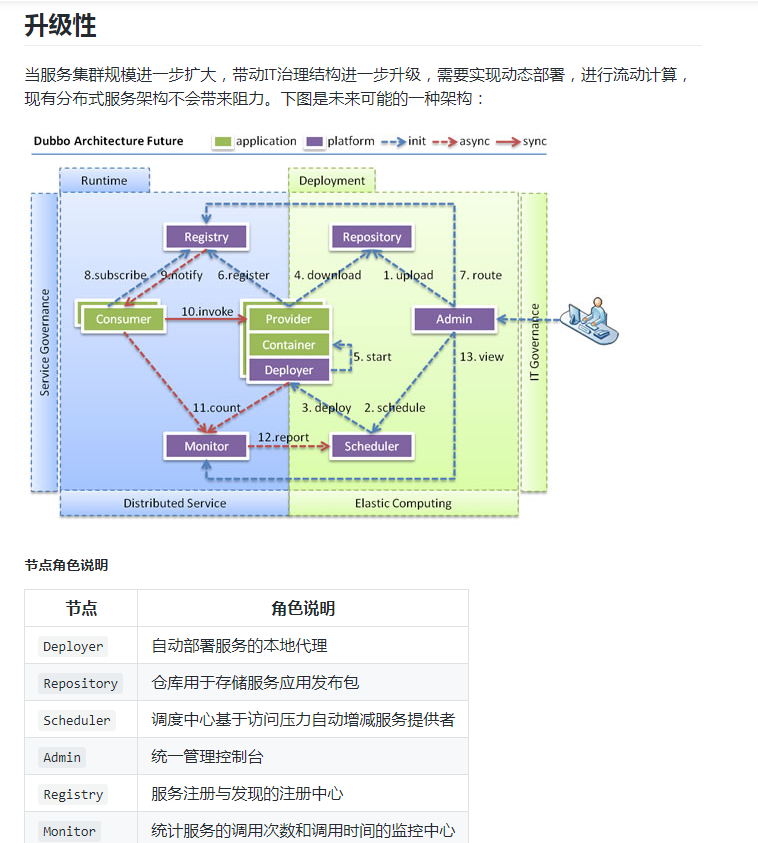 升级性
当服务集群规模进一步扩大，带动IT治理结构进一步升级，需要实现动态部署，进行流动计算，
现有分布式服务架构不会带来阻力。下图是未来可能的一种架构：
Dubbo Architecture Future application platform init async sync
Runtime Deployment
Registry Repository
8.subscribe 9.notify 6.register 4. download 1. upload 7. route
10.invoke
Consumer Provider Admin
Container
5. start 13. view
Deployer
Service Governance
IT Governance
11.count 3. deploy 2. schedule
12.report
Monitor Scheduler
Distributed Service Elastic Computing
节点角色说明
节点 角色说明
Deployer 自动部署服务的本地代理
Repository 仓库用于存储服务应用发布包
Scheduler 调度中心基于访问压力自动增减服务提供者
Admin 统一管理控制台
Registry 服务注册与发现的注册中心
Monitor 统计服务的调用次数和调用时间的监控中心